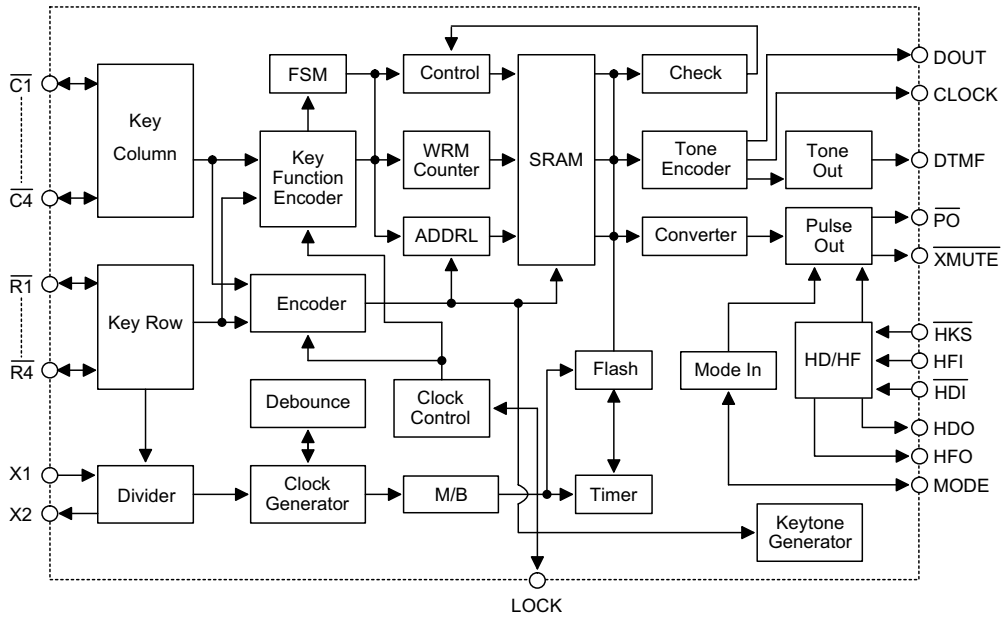 C1
C4
R1
R4
X1
X2
Key
Column
Key Row
Divider
FSM
Key
Function
Encoder
Encoder
Debounce
Clock
Generator
Clock
Control
Control
WRM
Counter
ADDRL
M/B
SRAM
Flash
Timer
Check
Tone
Encoder
Converter
Mode In
Tone
Out
Pulse
Out
HD/HF
Keytone
Generator
DOUT
CLOCK
DTMF
PO
XMUTE
HKS
HFI
HDI
HDO
HFO
MODE
LOCK